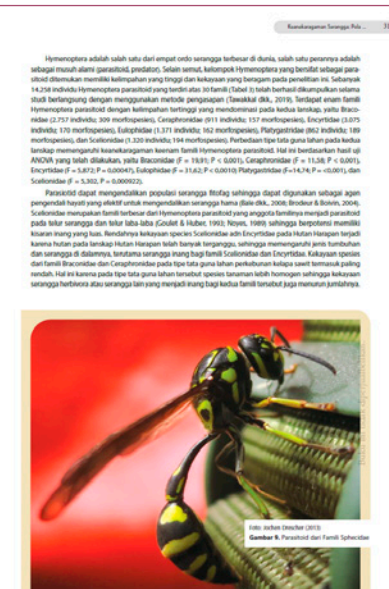 Keanekaragaman Serangga: Pola ...
Hymenoptera adalah salah satu dari empat ordo serangga terbesar di dunia, salah satu perannya adalah
sebagai musuh alami (parasitoid, predator). Selain semut, kelompok Hymenoptera yang bersifat sebagai para-
sitoid ditemukan memiliki kelimpahan yang tinggi dan kekayaan yang beragam pada penelitian ini. Sebanyak
14.258 individu Hymenoptera parasitoid yang terdiri atas 30 famili (Tabel 3) telah berhasil dikumpulkan selama
studi berlangsung dengan menggunakan metode pengasapan (Tawakkal dkk., 2019). Terdapat enam famili
Hymenoptera parasitoid dengan kelimpahan tertinggi yang mendominasi pada kedua lanskap, yaitu Braco-
nidae (2.757 individu; 309 morfospesies), Ceraphronidae (911 individu; 157 morfospesies), Encyrtidae (3.075
individu; 170 morfospesies), Eulophidae (1.371 individu; 162 morfospesies), Platygastridae (862 individu; 189
morfospesies), dan Scelionidae (1.320 individu; 194 morfospesies). Perbedaan tipe tata guna lahan pada kedua
lanskap memengaruhi keanekaragaman keenam famili Hymenoptera parasitoid. Hal ini berdasarkan hasil uji
ANOVA yang telah dilakukan, yaitu Braconidae (F = 19,91; P < 0,001), Ceraphronidae (F = 11,38; P < 0,001),
Encyrtidae (F = 5,872; P = 0,00047), Eulophidae (F = 31,62; P < 0,0010) Platygastridae (F=14,74; P = <0,001), dan
Scelionidae (F = 5,302, P = 0,000922).
Parasitoid dapat mengendalikan populasi serangga fitofag sehingga dapat digunakan sebagai agen
pengendali hayati yang efektif untuk mengendalikan serangga hama (Bale dkk., 2008; Brodeur & Boivin, 2004).
Scelionidae merupakan famili terbesar dari Hymenoptera parasitoid yang anggota familinya menjadi parasitoid
pada telur serangga dan telur laba-laba (Goulet & Huber, 1993; Noyes, 1989) sehingga berpotensi memiliki
kisaran inang yang luas. Rendahnya kekayaan species Scelionidae adn Encyrtidae pada Hutan Harapan terjadi
karena hutan pada lanskap Hutan Harapan telah banyak terganggu, sehingga memengaruhi jenis tumbuhan
dan serangga di dalamnya, terutama serangga inang bagi famili Scelionidae dan Encyrtidae. Kekayaan spesies
dari famili Braconidae dan Ceraphronidae pada tipe tata guna lahan perkebunan kelapa sawit termasuk paling
rendah. Hal ini karena pada tipe tata guna lahan tersebut spesies tanaman lebih homogen sehingga kekayaan
serangga herbivora atau serangga lain yang menjadi inang bagi kedua famili tersebut juga menurun jumlahnya.
Foto: Jochen Drescher (2013)
Gambar 9. Parasitoid dari Famili Sphecidae